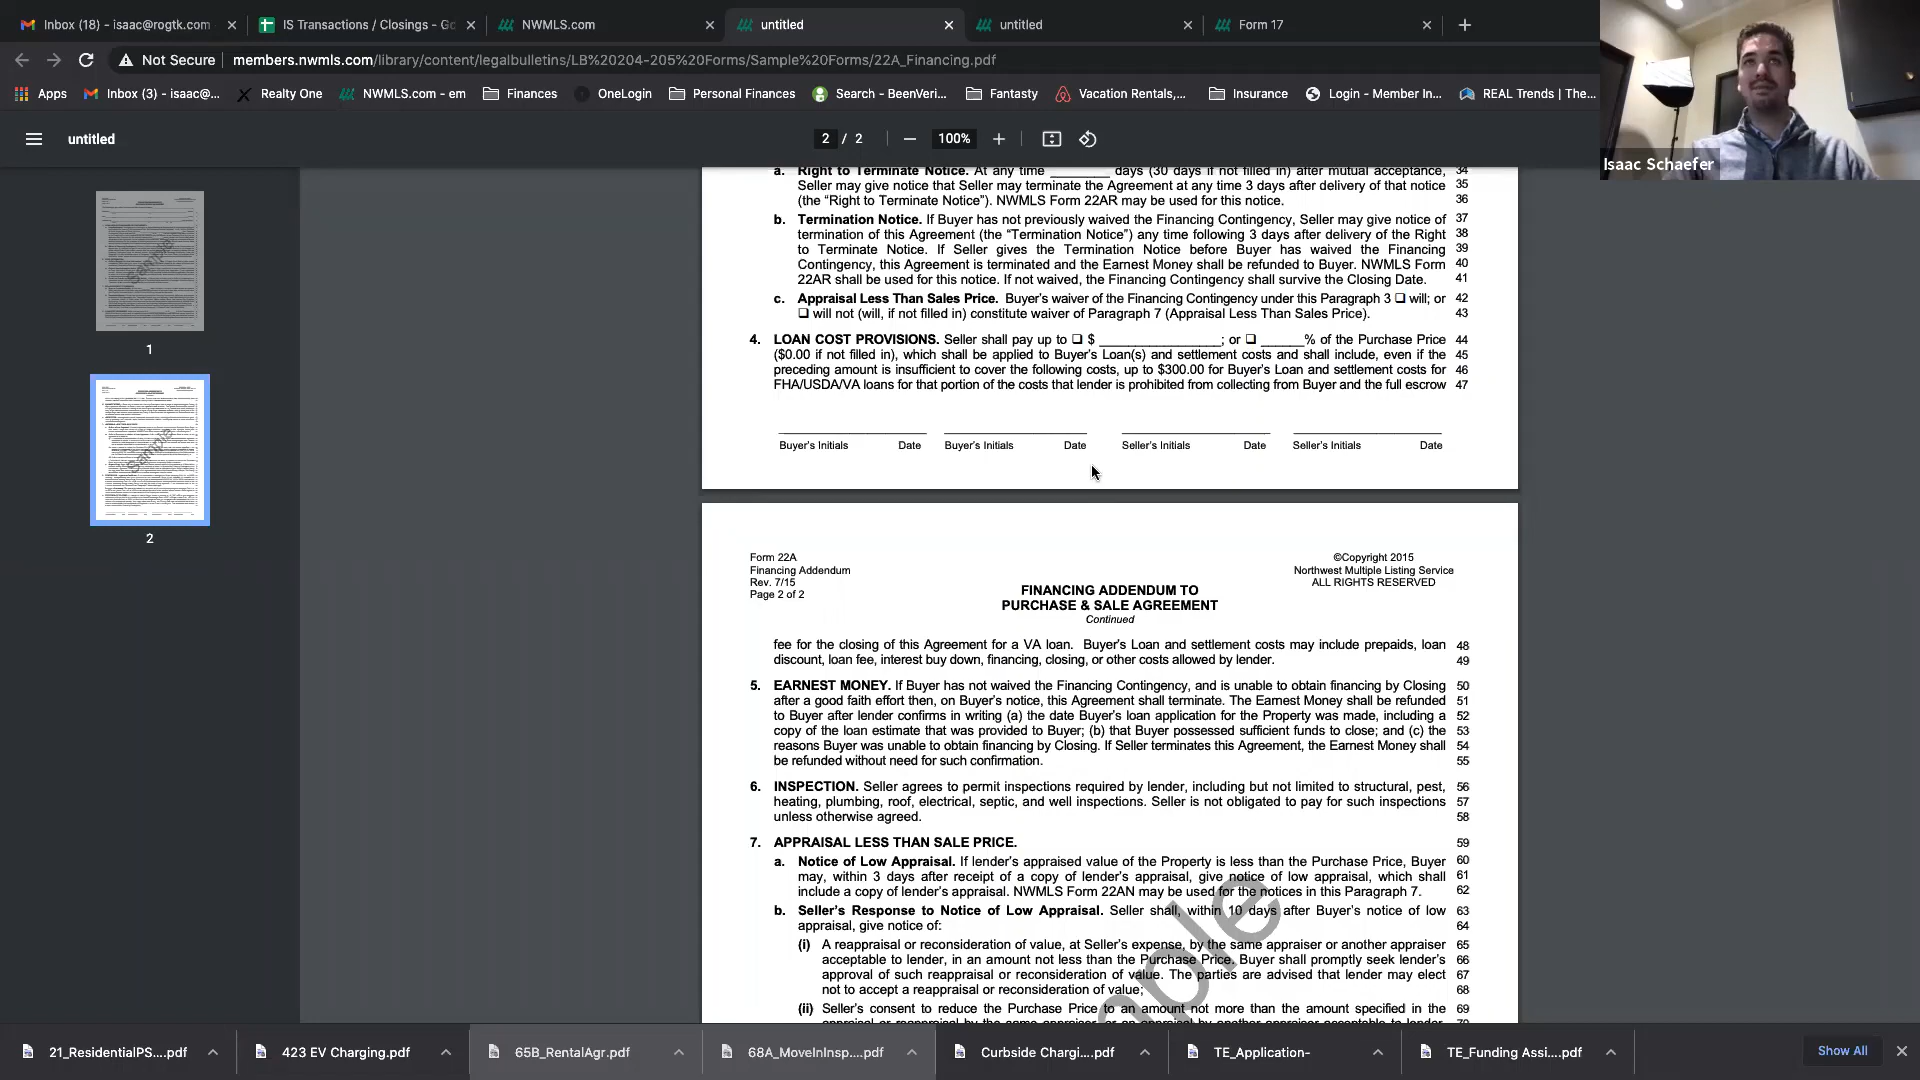 Inbox (18) - isaac@rogtk.com
IS Transactions / Closings - Go
NWMLS.com
untitled
untitled
Form 17
Not Secure
members.nwmls.com/library/content/legalbulletins/LB%20204-205%20Forms/Sample%20Forms/22A_Financing.pdf
Apps
Inbox (3) - isaac@...
Realty One
NWMLS.com - em
Finances
OneLogin
Personal Finances
Search - BeenVeri...
Fantasty
Vacation Rentals,...
Insurance
Login - Member In...
REAL Trends | The...
Isaac Schaefer
untitled
2 / 2
100%
1
2
a. Right to Terminate Notice. At any time ________ days (30 days if not filled in) after mutual acceptance, 34
Seller may give notice that Seller may terminate the Agreement at any time 3 days after delivery of that notice 35
(the “Right to Terminate Notice”). NWMLS Form 22AR may be used for this notice. 36
b. Termination Notice. If Buyer has not previously waived the Financing Contingency, Seller may give notice of 37
termination of this Agreement (the “Termination Notice”) any time following 3 days after delivery of the Right 38
to Terminate Notice. If Seller gives the Termination Notice before Buyer has waived the Financing 39
Contingency, this Agreement is terminated and the Earnest Money shall be refunded to Buyer. NWMLS Form 40
22AR shall be used for this notice. If not waived, the Financing Contingency shall survive the Closing Date. 41
c. Appraisal Less Than Sales Price. Buyer’s waiver of the Financing Contingency under this Paragraph 3 ❑ will; or 42
❑ will not (will, if not filled in) constitute waiver of Paragraph 7 (Appraisal Less Than Sales Price). 43
4. LOAN COST PROVISIONS. Seller shall pay up to ❑ $ _________________; or ❑ ______% of the Purchase Price 44
($0.00 if not filled in), which shall be applied to Buyer’s Loan(s) and settlement costs and shall include, even if the 45
preceding amount is insufficient to cover the following costs, up to $300.00 for Buyer’s Loan and settlement costs for 46
FHA/USDA/VA loans for that portion of the costs that lender is prohibited from collecting from Buyer and the full escrow 47
Buyer’s Initials Date Buyer’s Initials Date Seller’s Initials Date Seller’s Initials Date
Form 22A
Financing Addendum
Rev. 7/15
Page 2 of 2
©Copyright 2015
Northwest Multiple Listing Service
ALL RIGHTS RESERVED
FINANCING ADDENDUM TO
PURCHASE & SALE AGREEMENT
Continued
fee for the closing of this Agreement for a VA loan. Buyer’s Loan and settlement costs may include prepaids, loan 48
discount, loan fee, interest buy down, financing, closing, or other costs allowed by lender. 49
5. EARNEST MONEY. If Buyer has not waived the Financing Contingency, and is unable to obtain financing by Closing 50
after a good faith effort then, on Buyer’s notice, this Agreement shall terminate. The Earnest Money shall be refunded 51
to Buyer after lender confirms in writing (a) the date Buyer’s loan application for the Property was made, including a 52
copy of the loan estimate that was provided to Buyer; (b) that Buyer possessed sufficient funds to close; and (c) the 53
reasons Buyer was unable to obtain financing by Closing. If Seller terminates this Agreement, the Earnest Money shall 54
be refunded without need for such confirmation. 55
6. INSPECTION. Seller agrees to permit inspections required by lender, including but not limited to structural, pest, 56
heating, plumbing, roof, electrical, septic, and well inspections. Seller is not obligated to pay for such inspections 57
unless otherwise agreed. 58
7. APPRAISAL LESS THAN SALE PRICE. 59
a. Notice of Low Appraisal. If lender’s appraised value of the Property is less than the Purchase Price, Buyer 60
may, within 3 days after receipt of a copy of lender’s appraisal, give notice of low appraisal, which shall 61
include a copy of lender’s appraisal. NWMLS Form 22AN may be used for the notices in this Paragraph 7. 62
b. Seller’s Response to Notice of Low Appraisal. Seller shall, within 10 days after Buyer’s notice of low 63
appraisal, give notice of: 64
(i) A reappraisal or reconsideration of value, at Seller’s expense, by the same appraiser or another appraiser 65
acceptable to lender, in an amount not less than the Purchase Price. Buyer shall promptly seek lender’s 66
approval of such reappraisal or reconsideration of value. The parties are advised that lender may elect 67
not to accept a reappraisal or reconsideration of value; 68
(ii) Seller’s consent to reduce the Purchase Price to an amount not more than the amount specified in the 69
21_ResidentialPS....pdf
423 EV Charging.pdf
65B_RentalAgr.pdf
68A_MoveInInsp....pdf
Curbside Chargi....pdf
TE_Application-
TE_Funding Assi....pdf
Show All